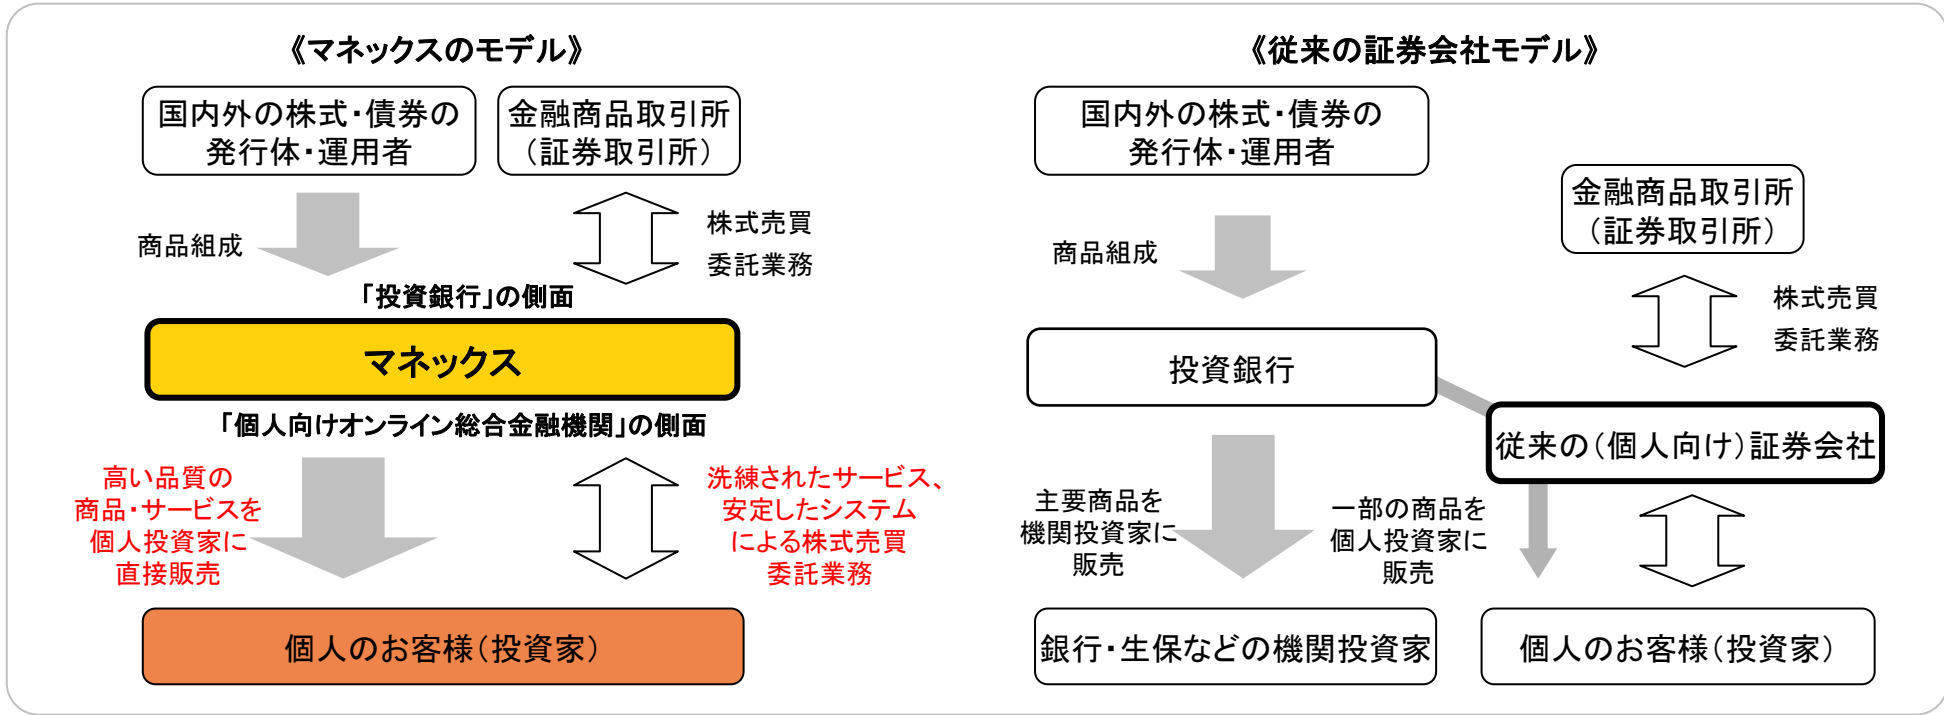 《マネックスのモデル》
国内外の株式・債券の
発行体・運用者
金融商品取引所
(証券取引所)
商品組成
株式売買
委託業務
「投資銀行」の側面
マネックス
「個人向けオンライン総合金融機関」の側面
高い品質の
商品・サービスを
個人投資家に
直接販売
洗練されたサービス、
安定したシステム
による株式売買
委託業務
個人のお客様(投資家)
《従来の証券会社モデル》
国内外の株式・債券の
発行体・運用者
金融商品取引所
(証券取引所)
商品組成
株式売買
委託業務
投資銀行
従来の(個人向け)証券会社
主要商品を
機関投資家に
販売
一部の商品を
個人投資家に
販売
銀行・生保などの機関投資家
個人のお客様(投資家)